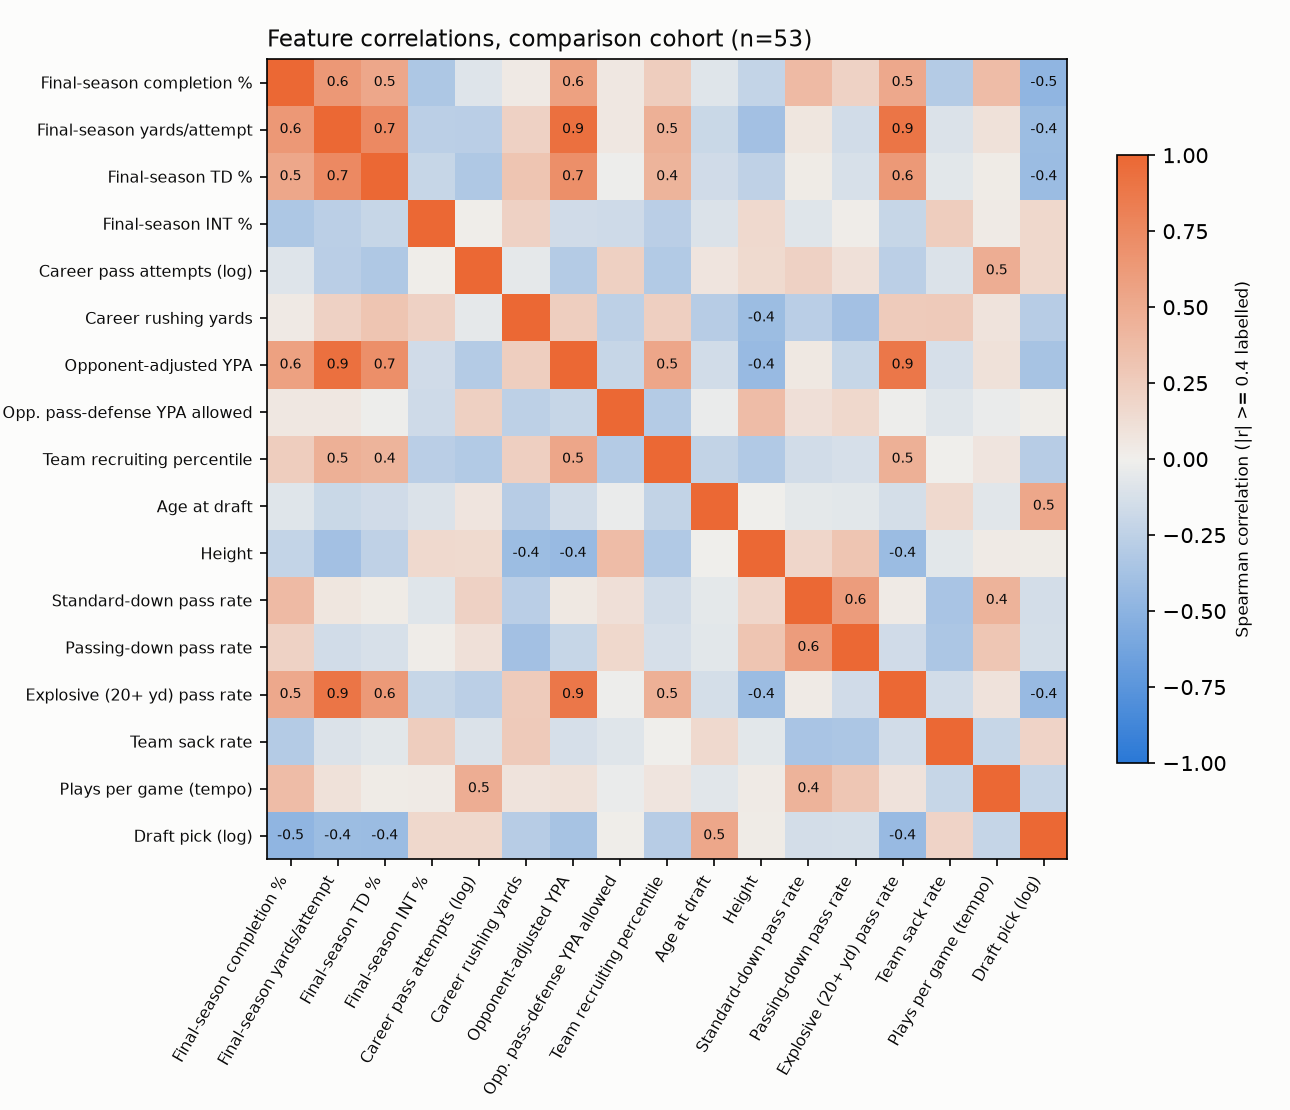 Feature correlations, comparison cohort (n=53)
Final-season completion % 0.6 0.5 0.6 0.5 -0.5
Final-season yards/attempt 0.6 0.7 0.9 0.5 0.9 -0.4
Final-season TD % 0.5 0.7 0.7 0.4 0.6 -0.4
Final-season INT %
Career pass attempts (log) 0.5
Career rushing yards -0.4
Opponent-adjusted YPA 0.6 0.9 0.7 0.5 -0.4 0.9
Opp. pass-defense YPA allowed
Team recruiting percentile 0.5 0.4 0.5 0.5
Age at draft 0.5
Height -0.4 -0.4 -0.4
Standard-down pass rate 0.6 0.4
Passing-down pass rate 0.6
Explosive (20+ yd) pass rate 0.5 0.9 0.6 0.9 0.5 -0.4 -0.4
Team sack rate
Plays per game (tempo) 0.5 0.4
Draft pick (log) -0.5 -0.4 -0.4 0.5 -0.4
Final-season completion %
Final-season yards/attempt
Final-season TD %
Final-season INT %
Career pass attempts (log)
Career rushing yards
Opponent-adjusted YPA
Opp. pass-defense YPA allowed
Team recruiting percentile
Age at draft
Height
Standard-down pass rate
Passing-down pass rate
Explosive (20+ yd) pass rate
Team sack rate
Plays per game (tempo)
Draft pick (log)
1.00
0.75
0.50
0.25
0.00
−0.25
−0.50
−0.75
−1.00
Spearman correlation (|r| >= 0.4 labelled)